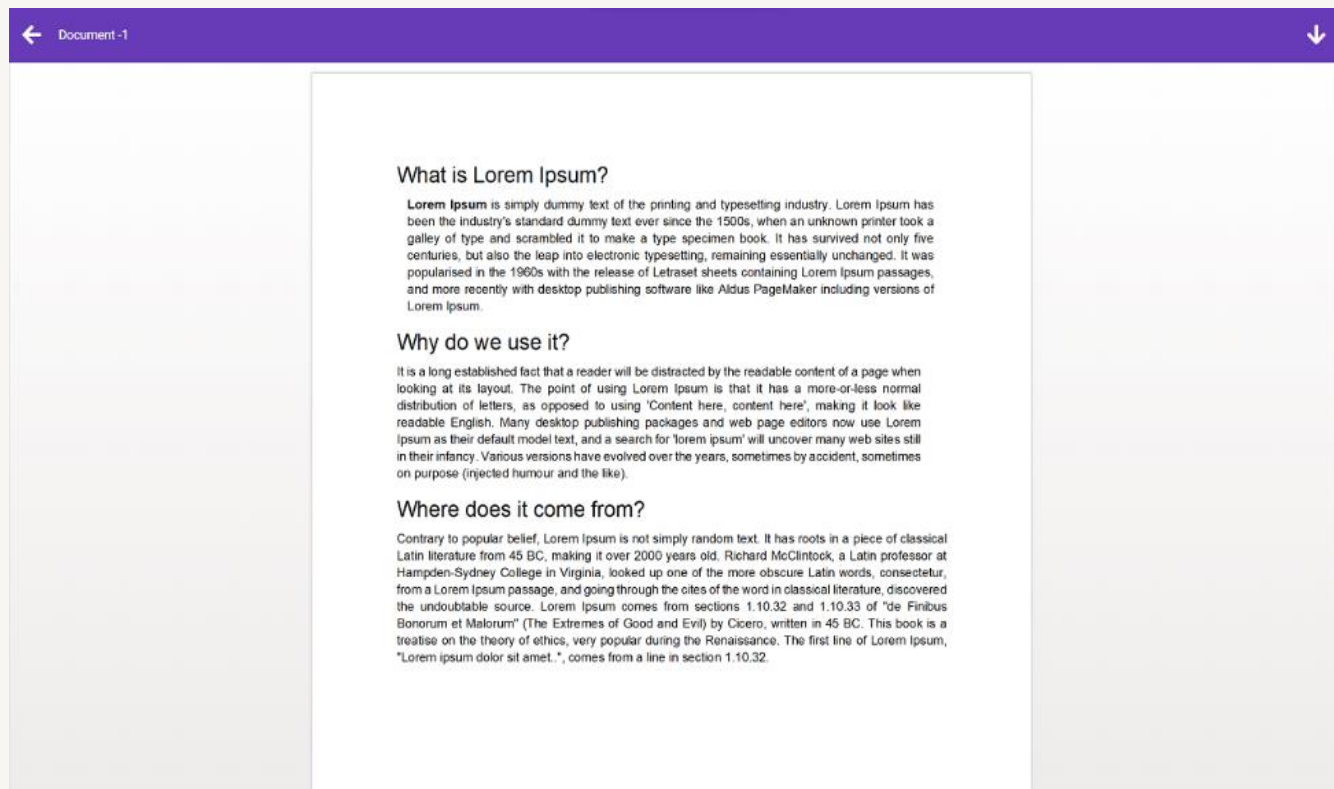 Document -1
What is Lorem Ipsum?
Lorem Ipsum is simply dummy text of the printing and typesetting industry. Lorem Ipsum has
been the industry's standard dummy text ever since the 1500s, when an unknown printer took a
galley of type and scrambled it to make a type specimen book. It has survived not only five
centuries, but also the leap into electronic typesetting, remaining essentially unchanged. It was
popularised in the 1960s with the release of Letraset sheets containing Lorem Ipsum passages,
and more recently with desktop publishing software like Aldus PageMaker including versions of
Lorem Ipsum.
Why do we use it?
It is a long established fact that a reader will be distracted by the readable content of a page when
looking at its layout. The point of using Lorem Ipsum is that it has a more-or-less normal
distribution of letters, as opposed to using 'Content here, content here', making it look like
readable English. Many desktop publishing packages and web page editors now use Lorem
Ipsum as their default model text, and a search for 'lorem ipsum' will uncover many web sites still
in their infancy. Various versions have evolved over the years, sometimes by accident, sometimes
on purpose (injected humour and the like).
Where does it come from?
Contrary to popular belief, Lorem Ipsum is not simply random text. It has roots in a piece of classical
Latin literature from 45 BC, making it over 2000 years old. Richard McClintock, a Latin professor at
Hampden-Sydney College in Virginia, looked up one of the more obscure Latin words, consectetur,
from a Lorem Ipsum passage, and going through the cites of the word in classical literature, discovered
the undoubtable source. Lorem Ipsum comes from sections 1.10.32 and 1.10.33 of "de Finibus
Bonorum et Malorum" (The Extremes of Good and Evil) by Cicero, written in 45 BC. This book is a
treatise on the theory of ethics, very popular during the Renaissance. The first line of Lorem Ipsum,
"Lorem ipsum dolor sit amet..", comes from a line in section 1.10.32.